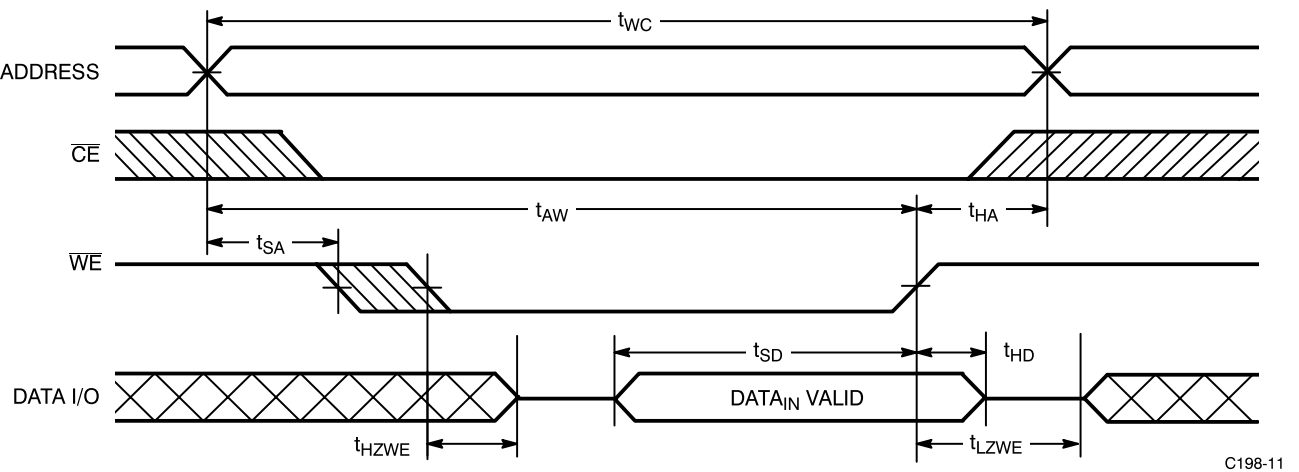 tWC
ADDRESS
CE
tAW
tHA
tSA
WE
tSD
tHD
DATA I/O
DATAIN VALID
tHZWE
tLZWE
C198-11